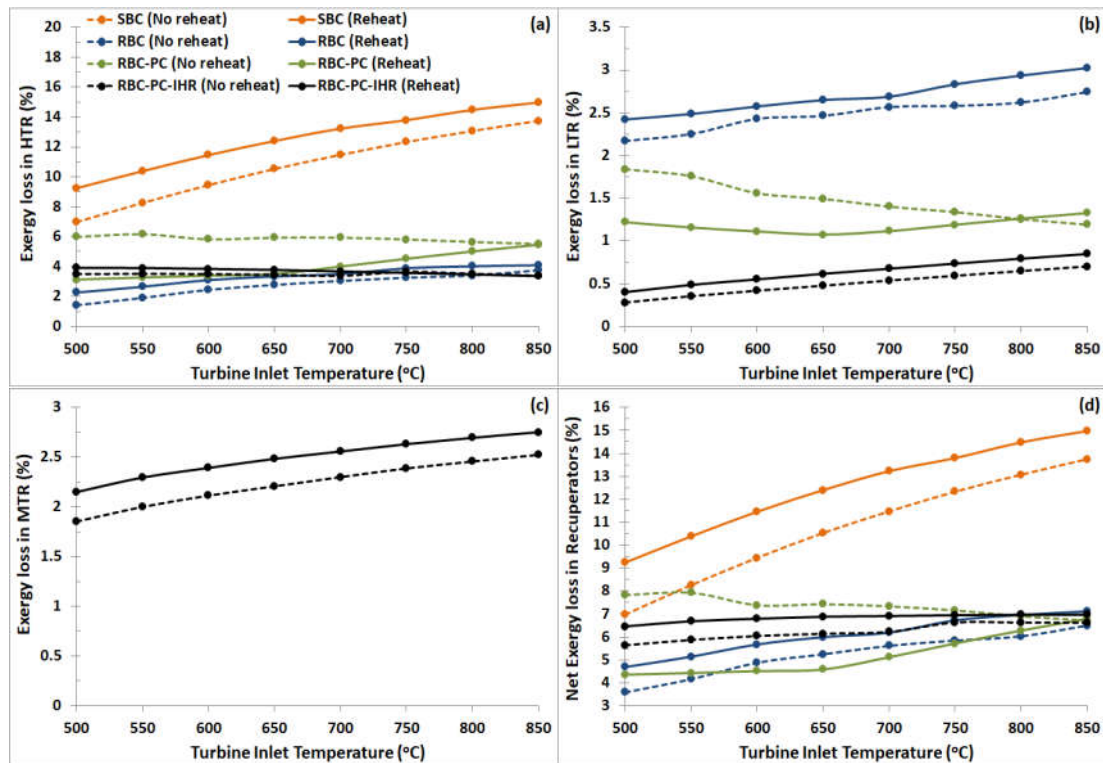 (a)
SBC (No reheat) SBC (Reheat)
RBC (No reheat) RBC (Reheat)
RBC-PC (No reheat) RBC-PC (Reheat)
RBC-PC-IHR (No reheat) RBC-PC-IHR (Reheat)
Exergy loss in HTR (%)
20
18
16
14
12
10
8
6
4
2
0
500 550 600 650 700 750 800 850
Turbine Inlet Temperature (°C)
(b)
Exergy loss in LTR (%)
3.5
3
2.5
2
1.5
1
0.5
0
500 550 600 650 700 750 800 850
Turbine Inlet Temperature (°C)
(c)
Exergy loss in MTR (%)
3
2.5
2
1.5
1
0.5
0
500 550 600 650 700 750 800 850
Turbine Inlet Temperature (°C)
(d)
Net Exergy loss in Recuperators (%)
16
15
14
13
12
11
10
9
8
7
6
5
4
3
500 550 600 650 700 750 800 850
Turbine Inlet Temperature (°C)